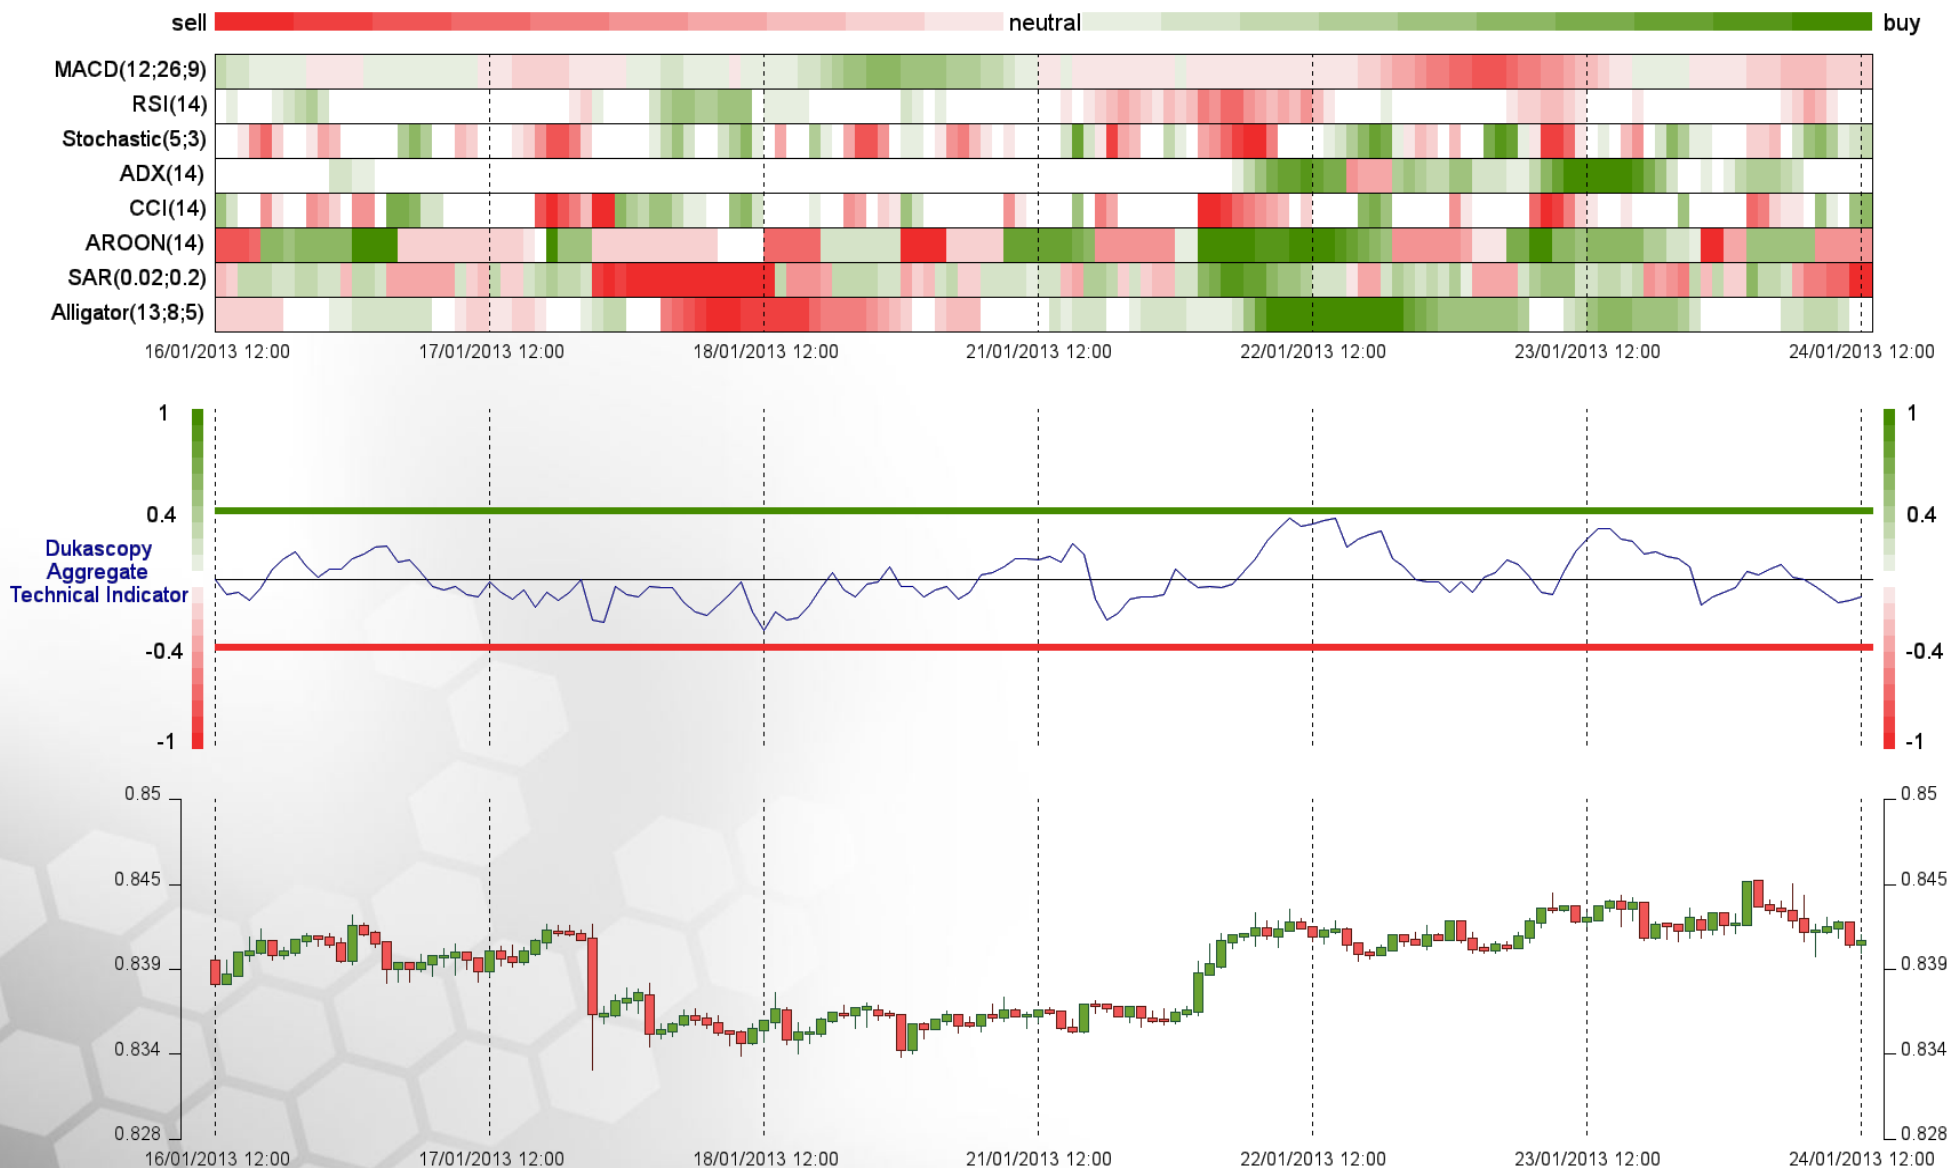 sell neutral buy
MACD(12;26;9)
RSI(14)
Stochastic(5;3)
ADX(14)
CCI(14)
AROON(14)
SAR(0.02;0.2)
Alligator(13;8;5)
16/01/2013 12:00 17/01/2013 12:00 18/01/2013 12:00 21/01/2013 12:00 22/01/2013 12:00 23/01/2013 12:00 24/01/2013 12:00
1 1
0.4 0.4
Dukascopy
Aggregate
Technical Indicator
-0.4 -0.4
-1 -1
0.85 0.85
0.845 0.845
0.839 0.839
0.834 0.834
0.828 0.828
16/01/2013 12:00 17/01/2013 12:00 18/01/2013 12:00 21/01/2013 12:00 22/01/2013 12:00 23/01/2013 12:00 24/01/2013 12:00